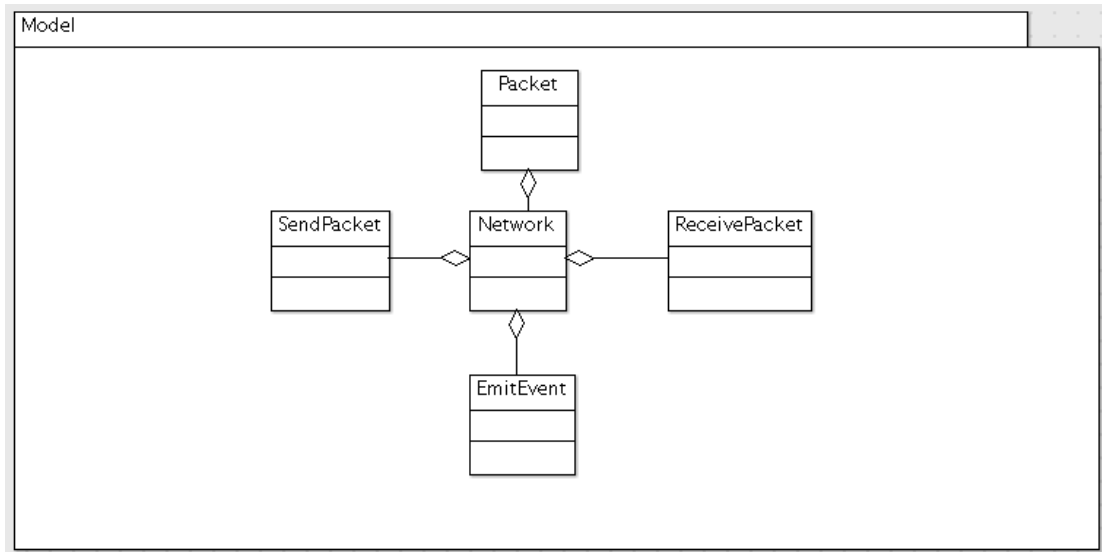 Model
Packet
SendPacket
Network
ReceivePacket
EmitEvent